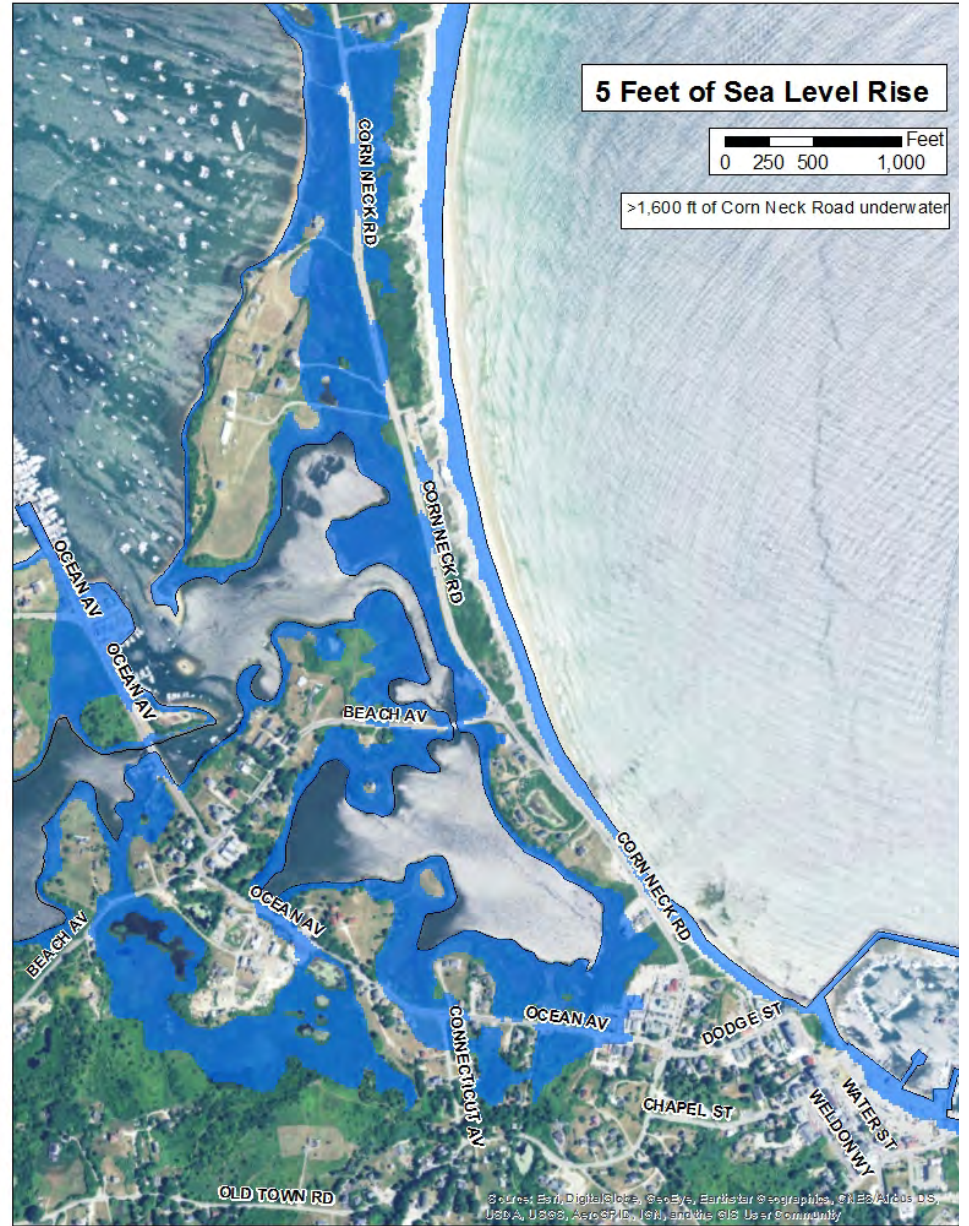 5 Feet of Sea Level Rise
Feet
0 250 500 1,000
>1,600 ft of Corn Neck Road underwater
CORN NECK RD
CORN NECK RD
OCEAN AV
OCEAN AV
BEACH AV
CORN NECK RD
OCEAN AV
BEACH AV
OCEAN AV
DODGE ST
CONNECTICUT AV
CHAPEL ST
WATER ST
WELDON WY
OLD TOWN RD
Source: Esri, DigitalGlobe, GeoEye, Earthstar Geographics, CNES/Airbus DS,
USDA, USGS, AeroGRID, IGN, and the GIS User Community